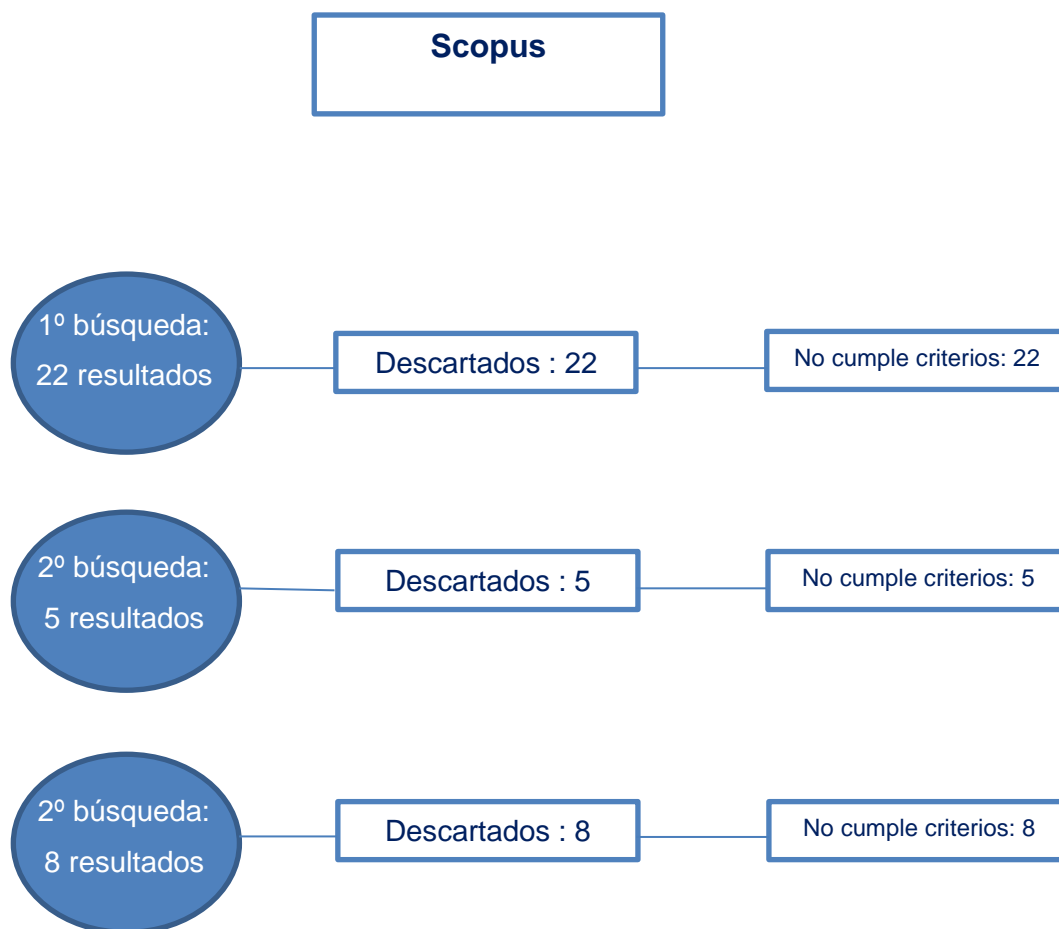 Scopus
1º búsqueda:
22 resultados
Descartados : 22
No cumple criterios: 22
2º búsqueda:
5 resultados
Descartados : 5
No cumple criterios: 5
2º búsqueda:
8 resultados
Descartados : 8
No cumple criterios: 8